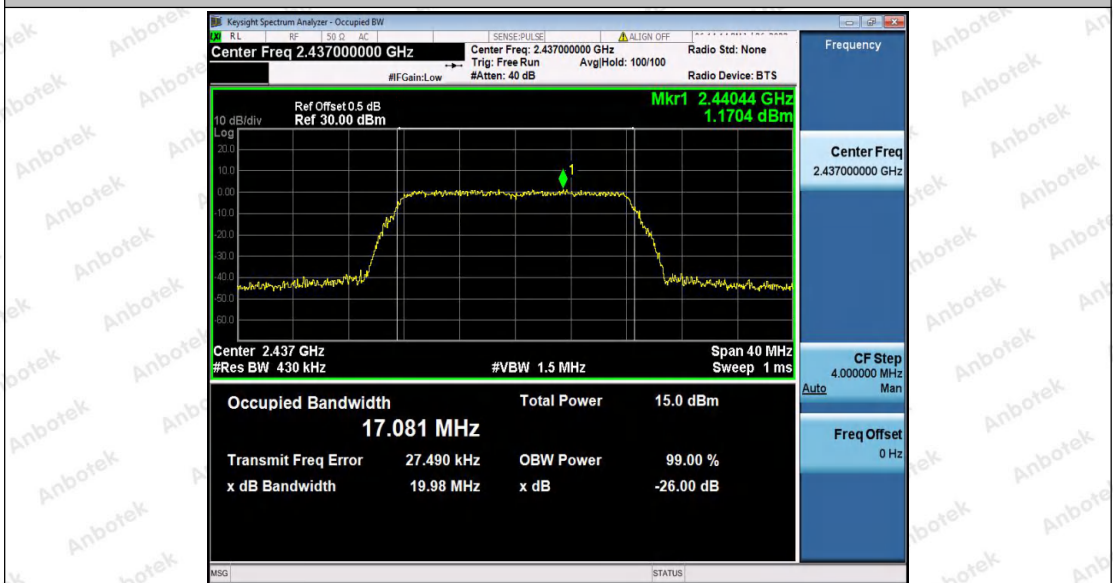 Keysight Spectrum Analyzer - Occupied BW
LXI RL RF 50 Ω AC SENSE:PULSE ALIGN OFF
Center Freq 2.437000000 GHz
Center Freq: 2.437000000 GHz
Radio Std: None
Trig: Free Run Avg|Hold: 100/100
#IFGain:Low #Atten: 40 dB Radio Device: BTS
Ref Offset 0.5 dB
10 dB/div Ref 30.00 dBm
Mkr1 2.44044 GHz
1.1704 dBm
Log
20.0
10.0
0.00
-10.0
-20.0
-30.0
-40.0
-50.0
-60.0
1
Center 2.437 GHz Span 40 MHz
#Res BW 430 kHz #VBW 1.5 MHz Sweep 1 ms
Occupied Bandwidth Total Power 15.0 dBm
17.081 MHz
Transmit Freq Error 27.490 kHz OBW Power 99.00 %
x dB Bandwidth 19.98 MHz x dB -26.00 dB
MSG STATUS
Frequency
Center Freq
2.437000000 GHz
CF Step
4.000000 MHz
Auto Man
Freq Offset
0 Hz
Anbotek